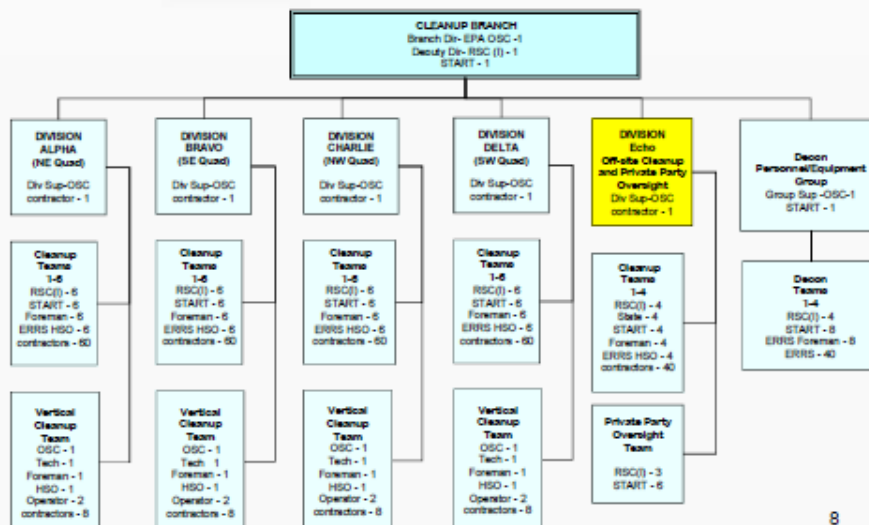 CLEANUP BRANCH
Branch Dir- EPA OSC -1
Deputy Dir- RSC (I) - 1
START - 1
DIVISION
ALPHA
(NE Quad)
Div Sup-OSC
contractor - 1
DIVISION
BRAVO
(SE Quad)
Div Sup-OSC
contractor - 1
DIVISION
CHARLIE
(NW Quad)
Div Sup-OSC
contractor - 1
DIVISION
DELTA
(SW Quad)
Div Sup-OSC
contractor - 1
DIVISION
Echo
Off-site Cleanup
and Private Party
Oversight
Div Sup-OSC
contractor - 1
Decon
Personnel/Equipment
Group
Group Sup -OSC-1
START - 1
Cleanup
Teams
1-6
RSC(I) - 6
START - 6
Foreman - 6
ERRS HSO - 6
contractors - 60
Cleanup
Teams
1-6
RSC(I) - 6
START - 6
Foreman - 6
ERRS HSO - 6
contractors - 60
Cleanup
Teams
1-6
RSC(I) - 6
START - 6
Foreman - 6
ERRS HSO - 6
contractors - 60
Cleanup
Teams
1-6
RSC(I) - 6
START - 6
Foreman - 6
ERRS HSO - 6
contractors - 60
Cleanup
Teams
1-4
RSC(I) - 4
State - 4
START - 4
Foreman - 4
ERRS HSO - 4
contractors - 40
Decon
Teams
1-4
RSC(I) - 4
START - 8
ERRS Foreman - 8
ERRS - 40
Vertical
Cleanup
Team
OSC - 1
Tech - 1
Foreman - 1
HSO - 1
Operator - 2
contractors - 8
Vertical
Cleanup
Team
OSC - 1
Tech 1
Foreman - 1
HSO - 1
Operator - 2
contractors - 8
Vertical
Cleanup
Team
OSC - 1
Tech - 1
Foreman - 1
HSO - 1
Operator - 2
contractors - 8
Vertical
Cleanup
Team
OSC - 1
Tech - 1
Foreman - 1
HSO - 1
Operator - 2
contractors - 8
Private Party
Oversight
Team
RSC(I) - 3
START - 6
8